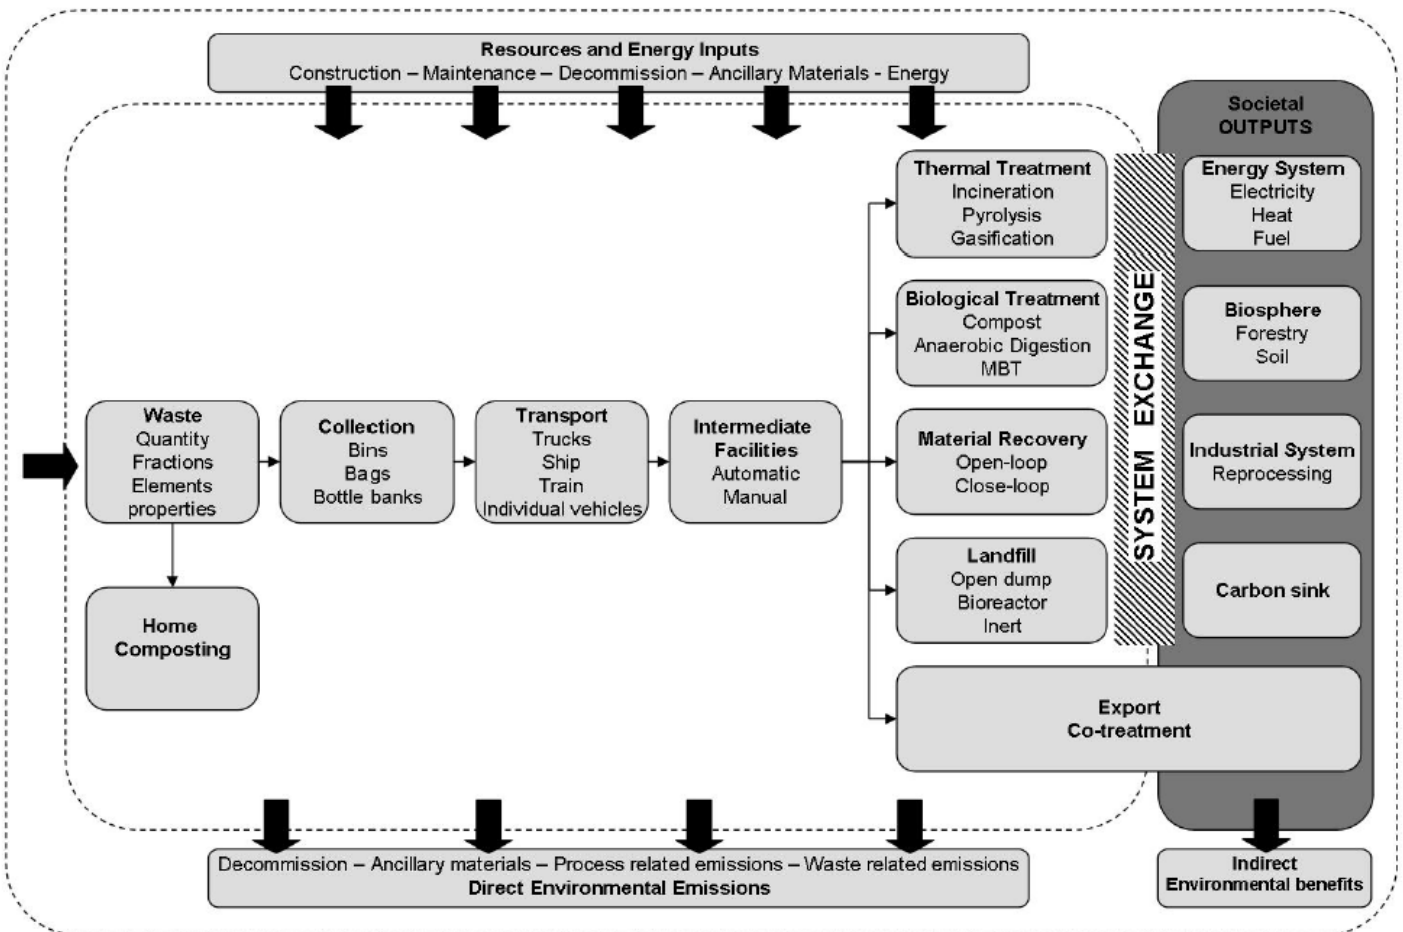 Resources and Energy Inputs
Construction – Maintenance – Decommission – Ancillary Materials - Energy
Societal
OUTPUTS
Thermal Treatment
Incineration
Pyrolysis
Gasification
Energy System
Electricity
Heat
Fuel
Biological Treatment
Compost
Anaerobic Digestion
MBT
SYSTEM EXCHANGE
Biosphere
Forestry
Soil
Waste
Quantity
Fractions
Elements
properties
Collection
Bins
Bags
Bottle banks
Transport
Trucks
Ship
Train
Individual vehicles
Intermediate
Facilities
Automatic
Manual
Material Recovery
Open-loop
Close-loop
Industrial System
Reprocessing
Landfill
Open dump
Bioreactor
Inert
Carbon sink
Home
Composting
Export
Co-treatment
Decommission – Ancillary materials – Process related emissions – Waste related emissions
Direct Environmental Emissions
Indirect
Environmental benefits